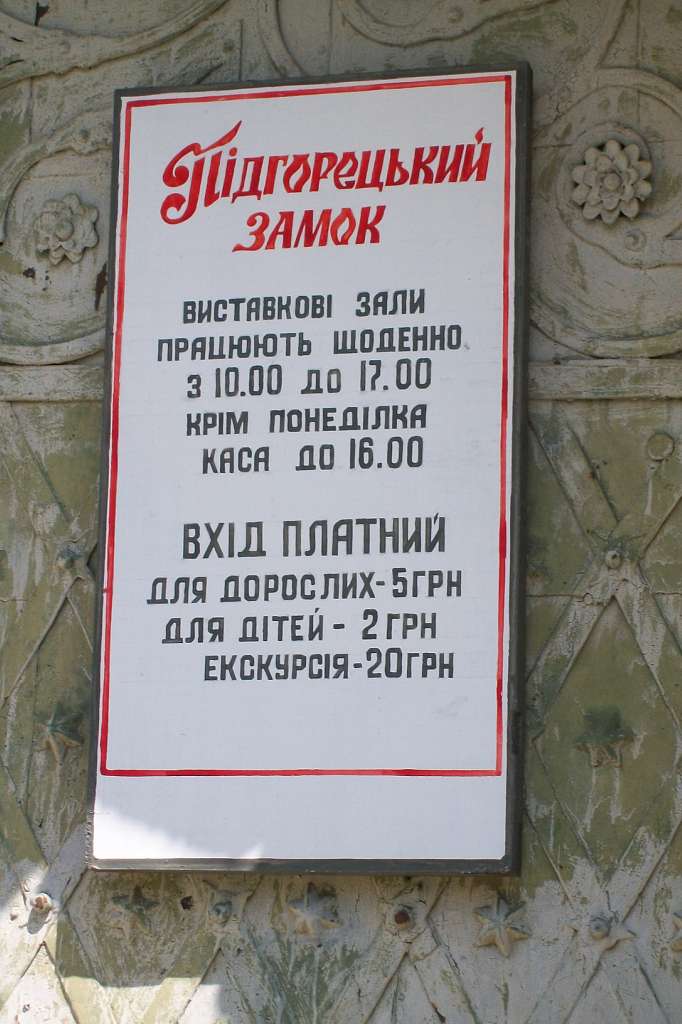 Підгорецький
замок
ВИСТАВКОВІ ЗАЛИ
ПРАЦЮЮТЬ ЩОДЕННО
З 10.00 ДО 17.00
КРІМ ПОНЕДІЛКА
КАСА ДО 16.00
ВХІД ПЛАТНИЙ
ДЛЯ ДОРОСЛИХ-5ГРН
ДЛЯ ДІТЕЙ - 2 ГРН
ЕКСКУРСІЯ-20ГРН